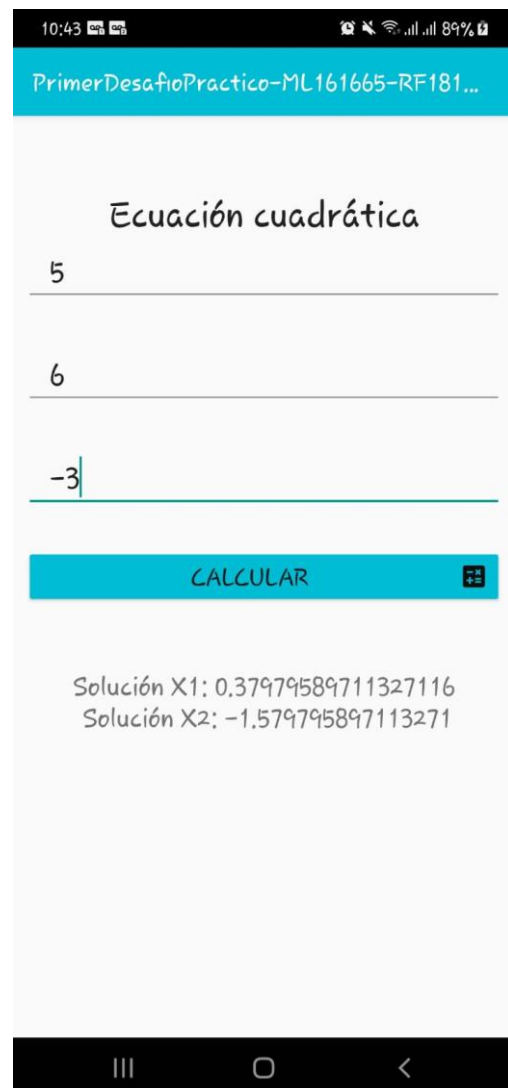 10:43 89%
PrimerDesafioPractico-ML161665-RF181...
Ecuación cuadrática
5
6
-3
CALCULAR
Solución X1: 0.37979589711327116
Solución X2: -1.579795897113271